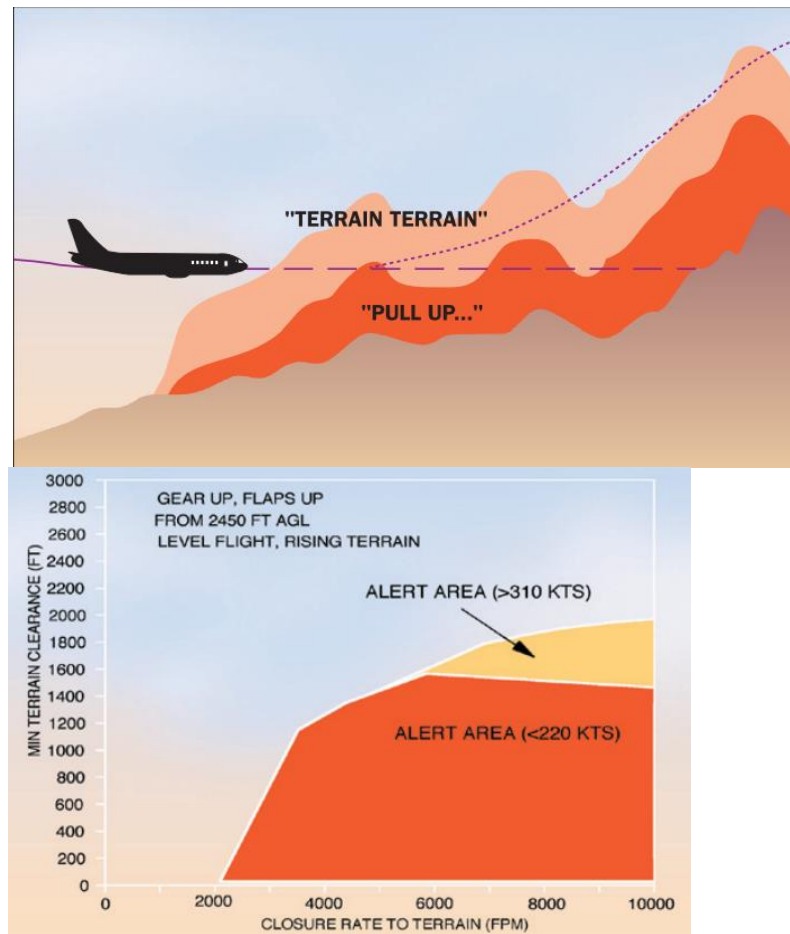 "TERRAIN TERRAIN"
"PULL UP..."
3000
2800
2600
2400
2200
2000
1800
1600
1400
1200
1000
800
600
400
200
0
MIN TERRAIN CLEARANCE (FT)
GEAR UP, FLAPS UP
FROM 2450 FT AGL
LEVEL FLIGHT, RISING TERRAIN
ALERT AREA (>310 KTS)
ALERT AREA (<220 KTS)
0 2000 4000 6000 8000 10000
CLOSURE RATE TO TERRAIN (FPM)